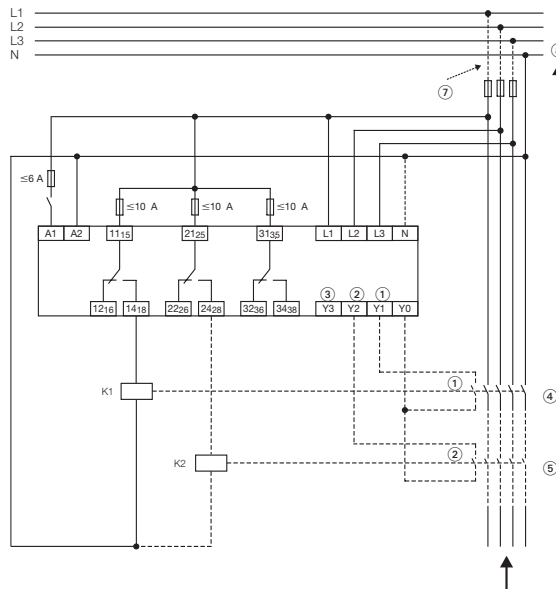 L1
L2
L3
N
⑦
≤6 A
≤10 A
≤10 A
≤10 A
A1 A2 1115 2125 3135 L1 L2 L3 N
③ ② ①
1216 1418 2226 2428 3236 3438 Y3 Y2 Y1 Y0
K1 ① ④
K2 ② ⑤